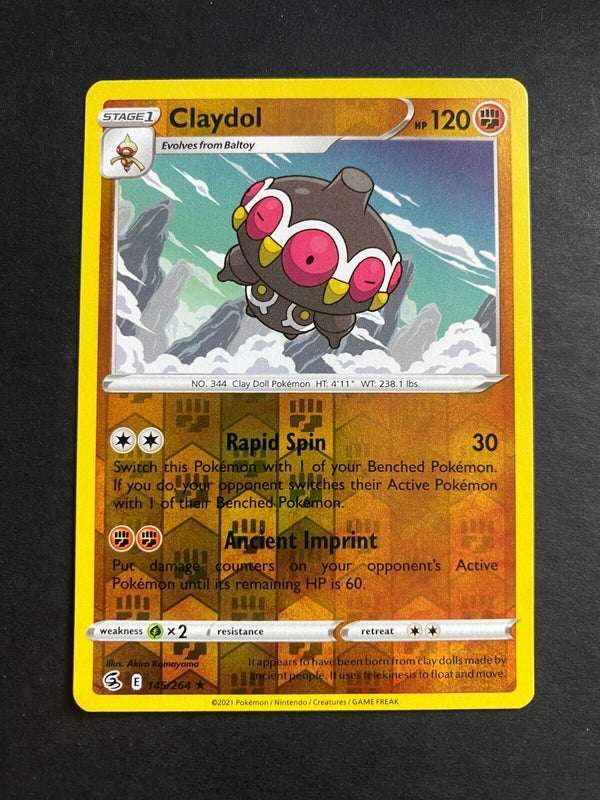 STAGE 1 Claydol HP 120
Evolves from Baltoy
NO. 344 Clay Doll Pokémon HT: 4'11" WT: 238.1 lbs.
Rapid Spin 30
Switch this Pokémon with 1 of your Benched Pokémon.
If you do, your opponent switches their Active Pokémon
with 1 of their Benched Pokémon.
Ancient Imprint
Put damage counters on your opponent's Active
Pokémon until its remaining HP is 60.
weakness ×2 resistance retreat
Illus. Akira Komayama
It appears to have been born from clay dolls made by
ancient people. It uses telekinesis to float and move.
E 145/264 ★
©2021 Pokémon / Nintendo / Creatures / GAME FREAK